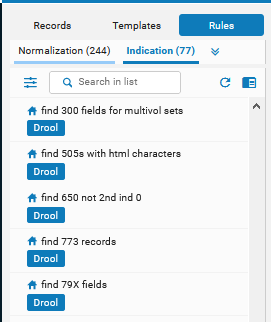 Records Templates Rules
Normalization (244) Indication (77)
Search in list
find 300 fields for multivol sets
Drool
find 505s with html characters
Drool
find 650 not 2nd ind 0
Drool
find 773 records
Drool
find 79X fields
Drool